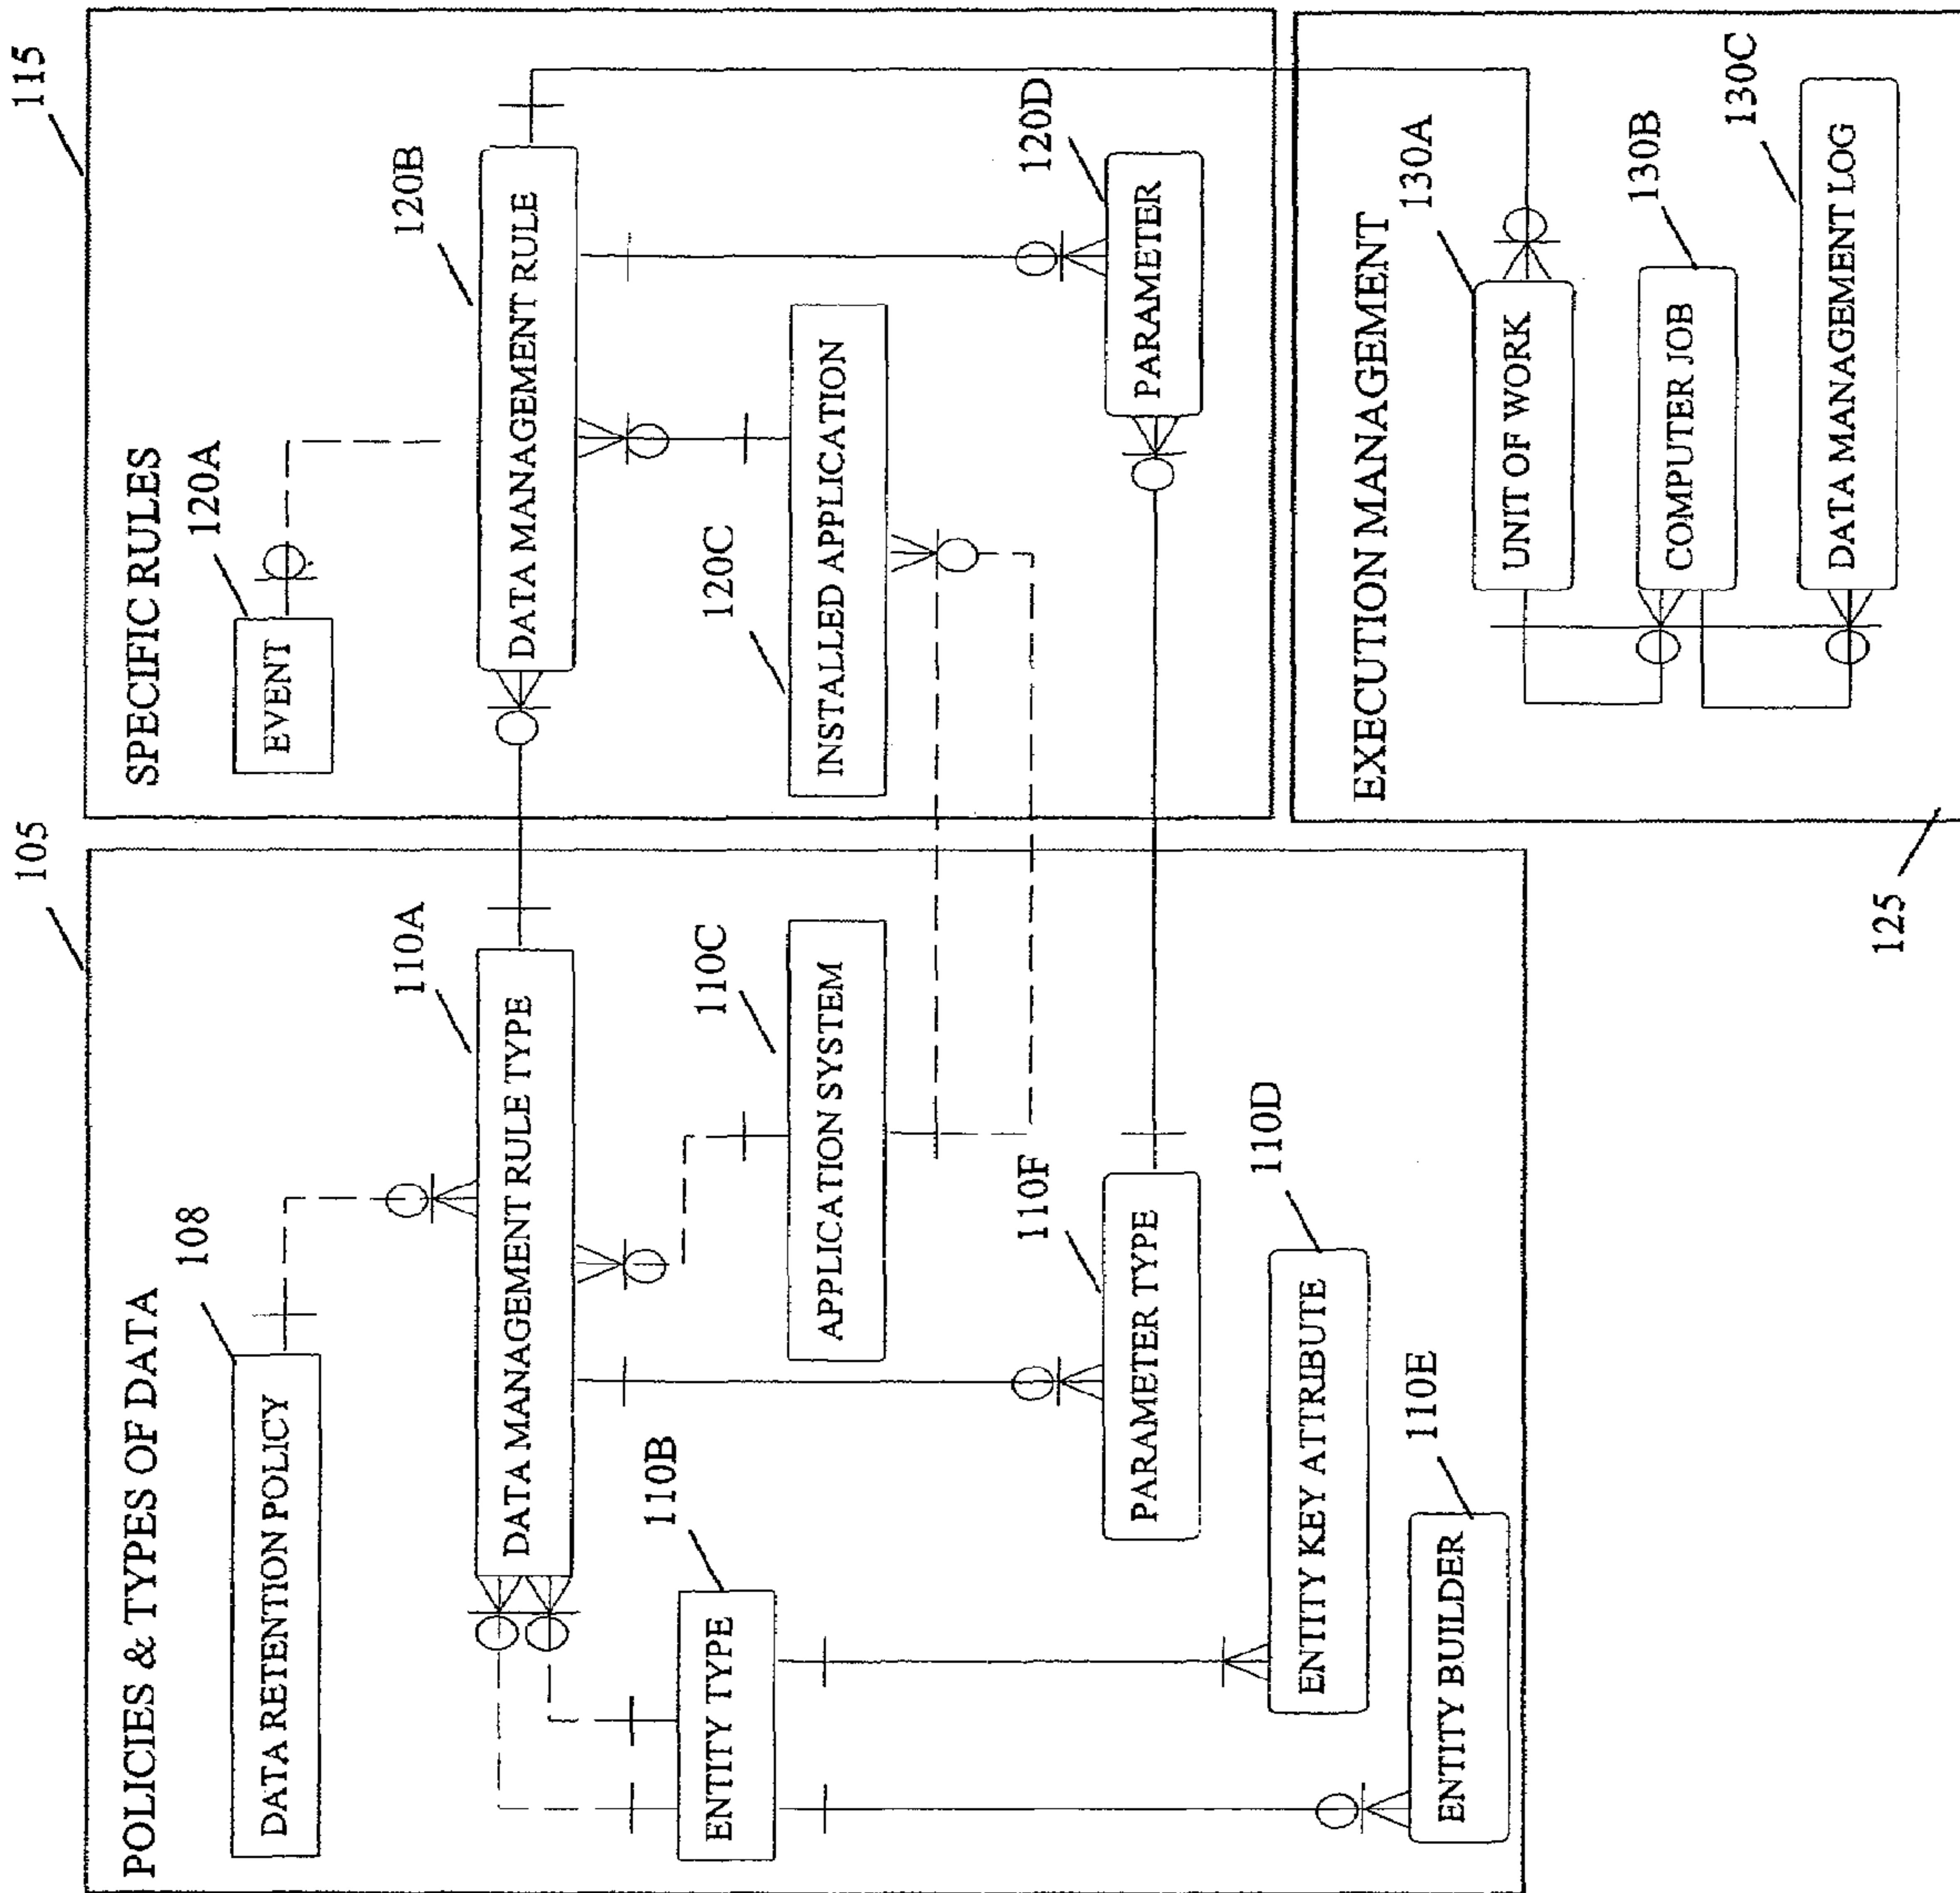 105
POLICIES & TYPES OF DATA
108
DATA RETENTION POLICY
110A
DATA MANAGEMENT RULE TYPE
110B
ENTITY TYPE
110C
APPLICATION SYSTEM
110F
PARAMETER TYPE
110D
ENTITY KEY ATTRIBUTE
110E
ENTITY BUILDER
115
SPECIFIC RULES
120A
EVENT
120B
DATA MANAGEMENT RULE
120C
INSTALLED APPLICATION
120D
PARAMETER
125
EXECUTION MANAGEMENT
130A
UNIT OF WORK
130B
COMPUTER JOB
130C
DATA MANAGEMENT LOG